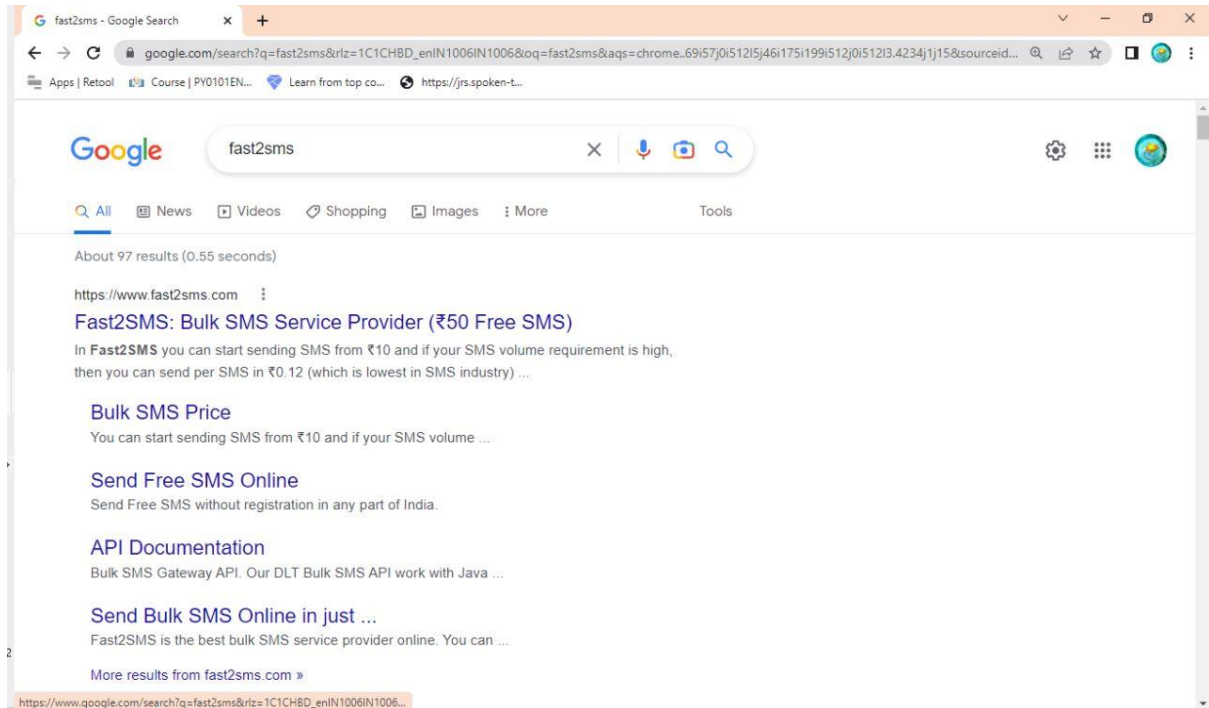 fast2sms - Google Search
google.com/search?q=fast2sms&rlz=1C1CHBD_enIN1006IN1006&oq=fast2sms&aqs=chrome..69i57j0i512l5j46i175i199i512j0i512l3.4234j1j15&sourceid...
Apps | Retool Course | PY0101EN... Learn from top co... https://jrs.spoken-t...
Google fast2sms
All News Videos Shopping Images More Tools
About 97 results (0.55 seconds)
https://www.fast2sms.com
Fast2SMS: Bulk SMS Service Provider (₹50 Free SMS)
In Fast2SMS you can start sending SMS from ₹10 and if your SMS volume requirement is high,
then you can send per SMS in ₹0.12 (which is lowest in SMS industry) ...
Bulk SMS Price
You can start sending SMS from ₹10 and if your SMS volume ...
Send Free SMS Online
Send Free SMS without registration in any part of India.
API Documentation
Bulk SMS Gateway API. Our DLT Bulk SMS API work with Java ...
Send Bulk SMS Online in just ...
Fast2SMS is the best bulk SMS service provider online. You can ...
2
More results from fast2sms.com »
https://www.google.com/search?q=fast2sms&rlz=1C1CHBD_enIN1006IN1006...